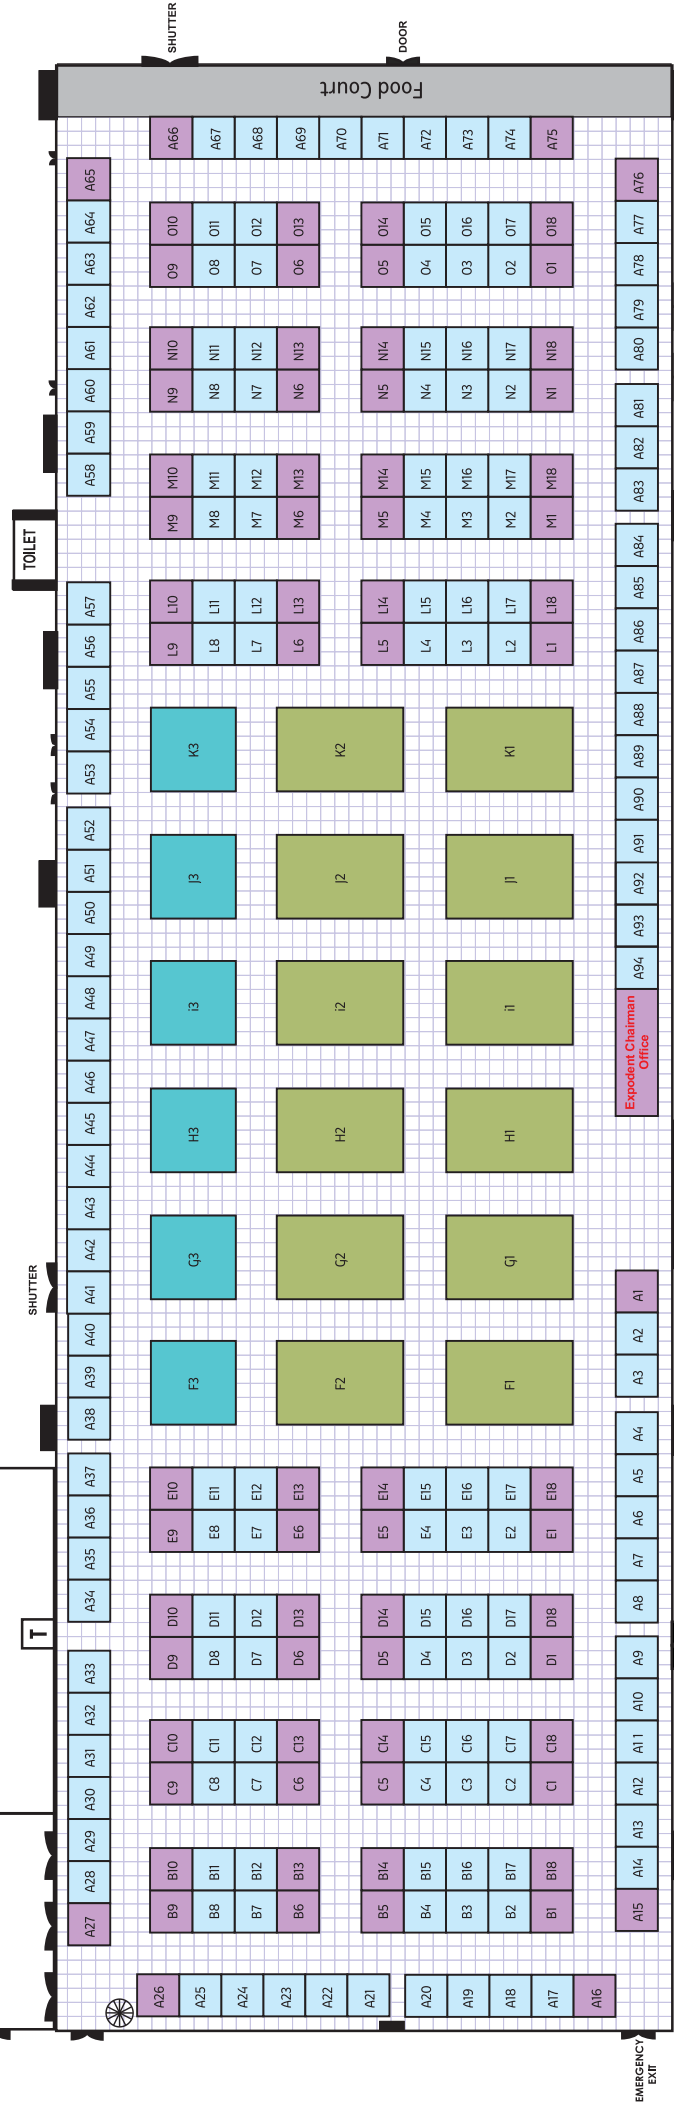 SHUTTER
DOOR
Food Court
A66 A67 A68 A69 A70 A71 A72 A73 A74 A75
A65
A76
A64
O10 O11 O12 O13 O14 O15 O16 O17 O18
A77
A63
O9 O8 O7 O6 O5 O4 O3 O2 O1
A78
A62
A79
A61
N10 N11 N12 N13 N14 N15 N16 N17 N18
A80
A60
N9 N8 N7 N6 N5 N4 N3 N2 N1
A81
A59
A82
A58
M10 M11 M12 M13 M14 M15 M16 M17 M18
A83
M9 M8 M7 M6 M5 M4 M3 M2 M1
TOILET
A84
A85
A57
L10 L11 L12 L13 L14 L15 L16 L17 L18
A86
A56
L9 L8 L7 L6 L5 L4 L3 L2 L1
A87
A55
A88
A54
K3 K2 K1
A89
A53
A90
A52
A91
A51
J3 J2 J1
A92
A50
A93
A49
A94
A48
i3 i2 i1
Expodent Chairman
Office
A47
A46
A45
H3 H2 H1
A44
A43
A42
G3 G2 G1
SHUTTER
A41
A1
A40
A2
A39
F3 F2 F1
A3
A38
A4
A37
E10 E11 E12 E13 E14 E15 E16 E17 E18
A5
A36
E9 E8 E7 E6 E5 E4 E3 E2 E1
A6
A35
A7
A34
D10 D11 D12 D13 D14 D15 D16 D17 D18
A8
T
A33
D9 D8 D7 D6 D5 D4 D3 D2 D1
A9
A32
A10
A31
C10 C11 C12 C13 C14 C15 C16 C17 C18
A11
A30
C9 C8 C7 C6 C5 C4 C3 C2 C1
A12
A29
A13
A28
B10 B11 B12 B13 B14 B15 B16 B17 B18
A14
A27
B9 B8 B7 B6 B5 B4 B3 B2 B1
A15
A26 A25 A24 A23 A22 A21 A20 A19 A18 A17 A16
EMERGENCY
EXIT